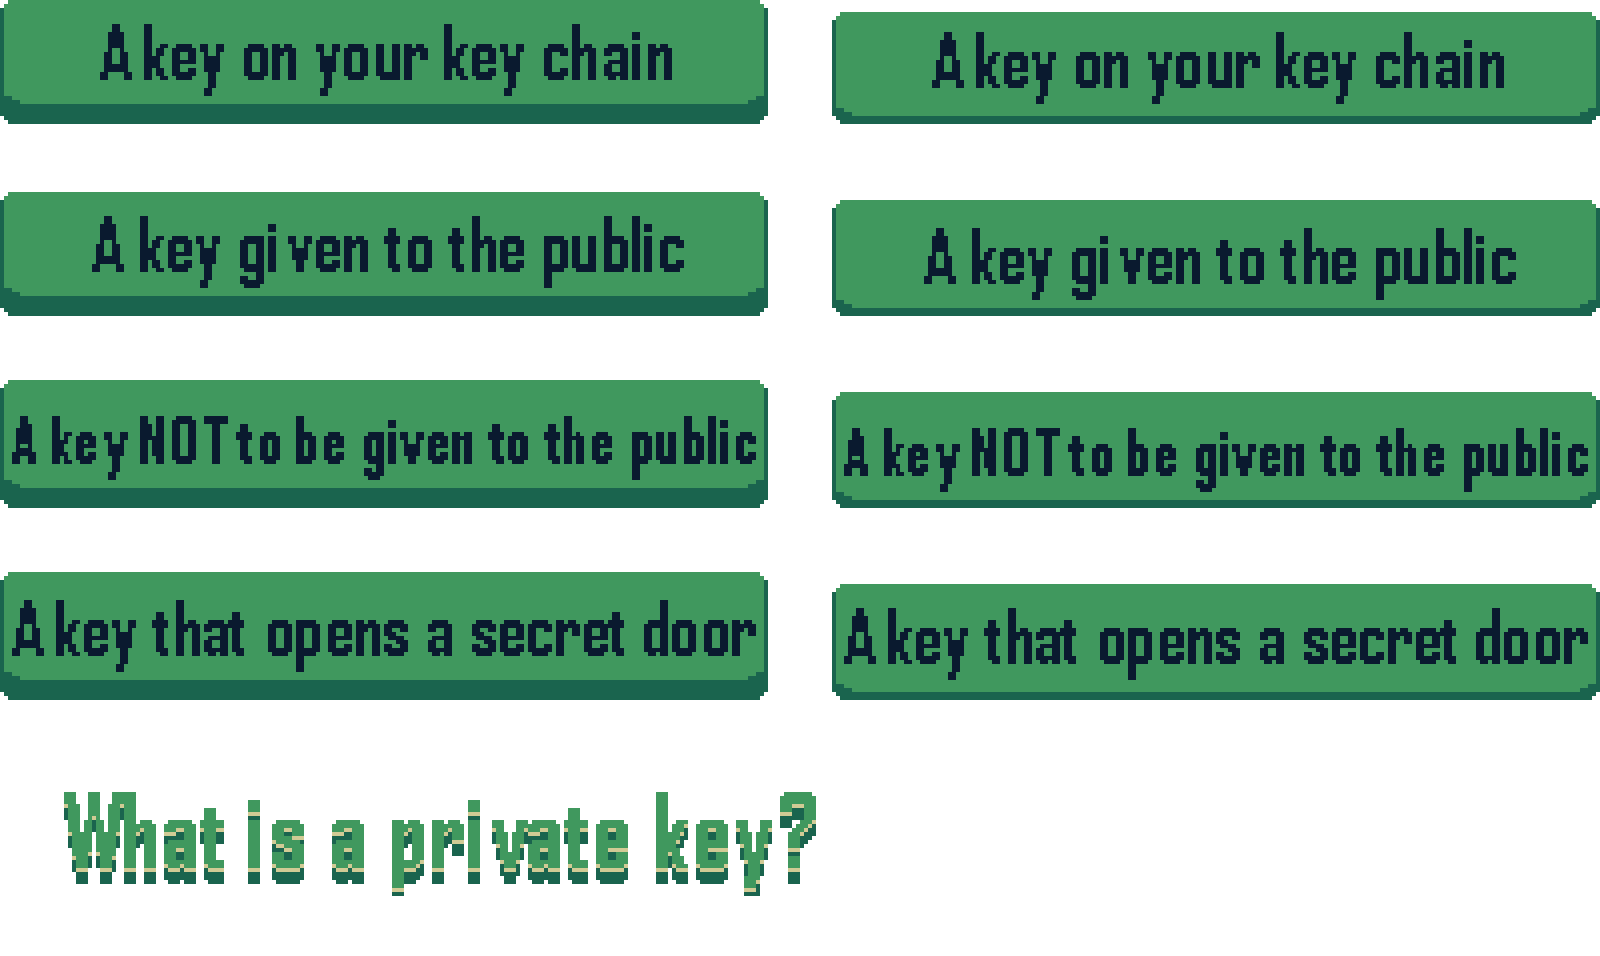 A key on your key chain
A key on your key chain
A key given to the public
A key given to the public
A key NOT to be given to the public
A key NOT to be given to the public
A key that opens a secret door
A key that opens a secret door
What is a private key?